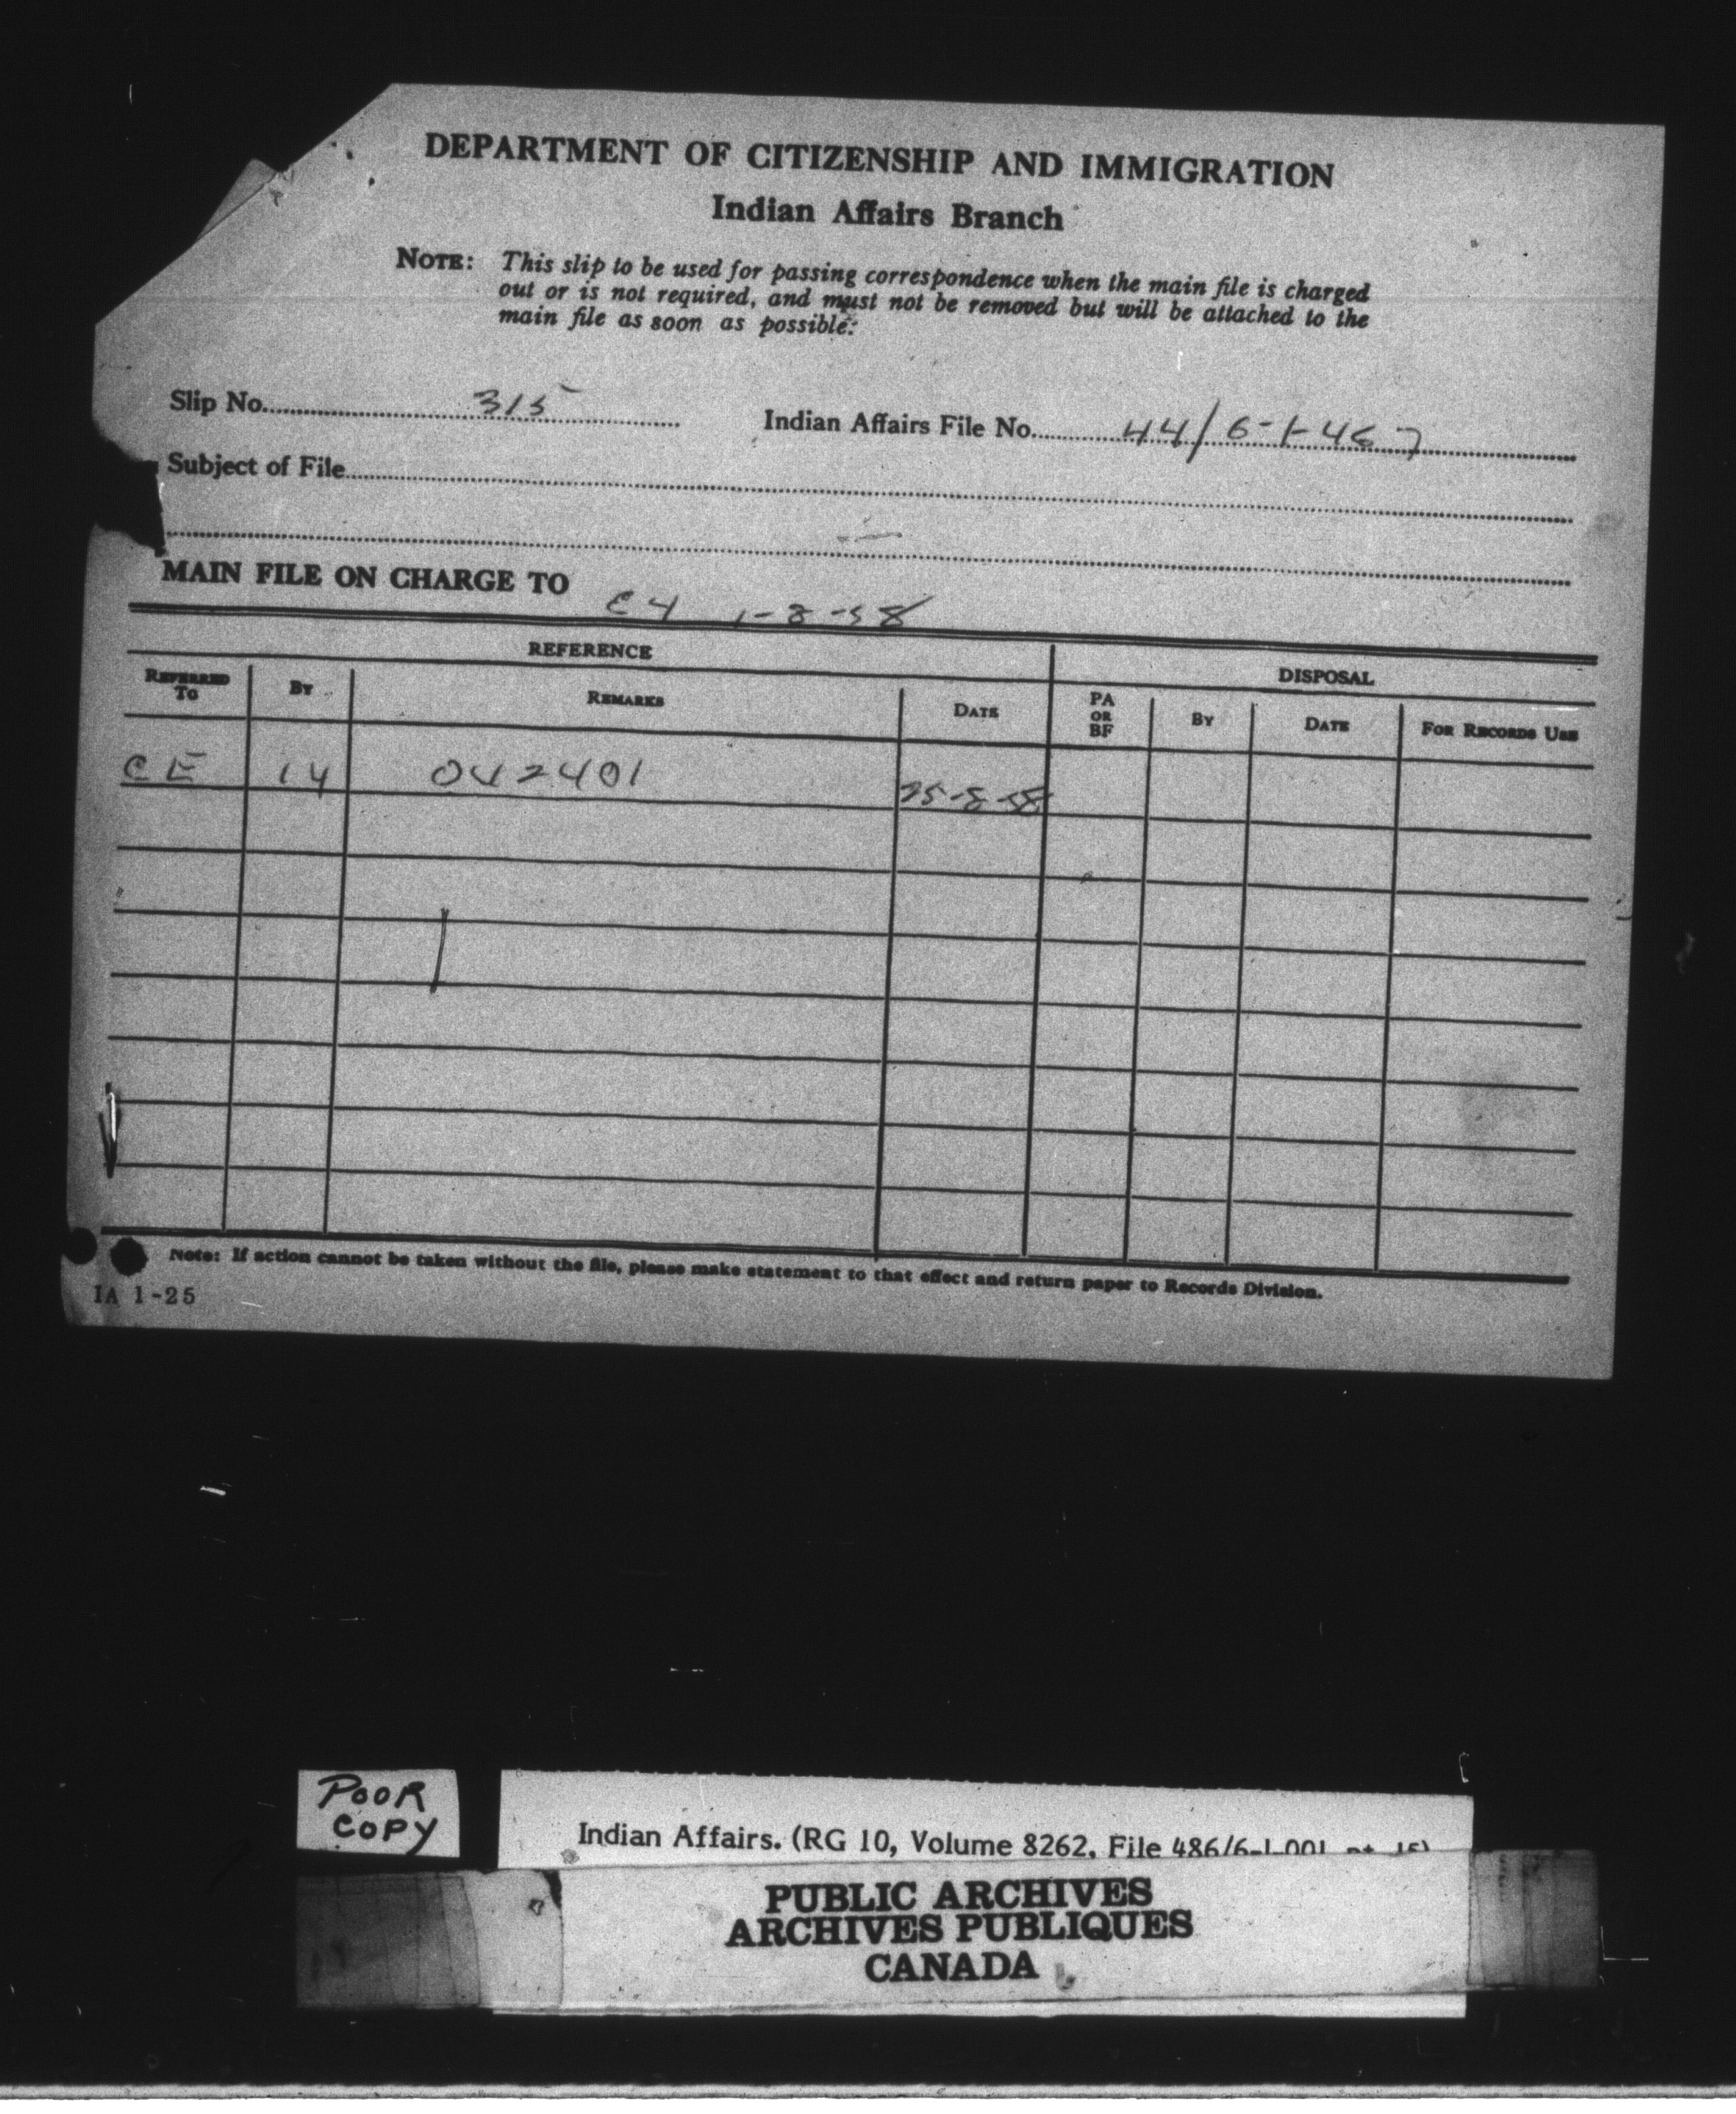 DEPARTMENT OF CITIZENSHIP AND IMMIGRATION
Indian Affairs Branch
NOTE: This slip to be used for passing correspondence when the main file is charged
out or is not required, and must not be removed but will be attached to the
main file as soon as possible.
Slip No. 315 Indian Affairs File No. 44/6-1-467
Subject of File
MAIN FILE ON CHARGE TO C4 1-8-58
REFERENCE DISPOSAL
REFERRED TO BY REMARKS DATE PA OR BF BY DATE FOR RECORDS USE
CE 14 042401 25-8-58
Note: If action cannot be taken without the file, please make statement to that effect and return paper to Records Division.
IA 1-25
POOR
COPY
Indian Affairs. (RG 10, Volume 8262, File 486/6-1-001 pt. 15)
PUBLIC ARCHIVES
ARCHIVES PUBLIQUES
CANADA